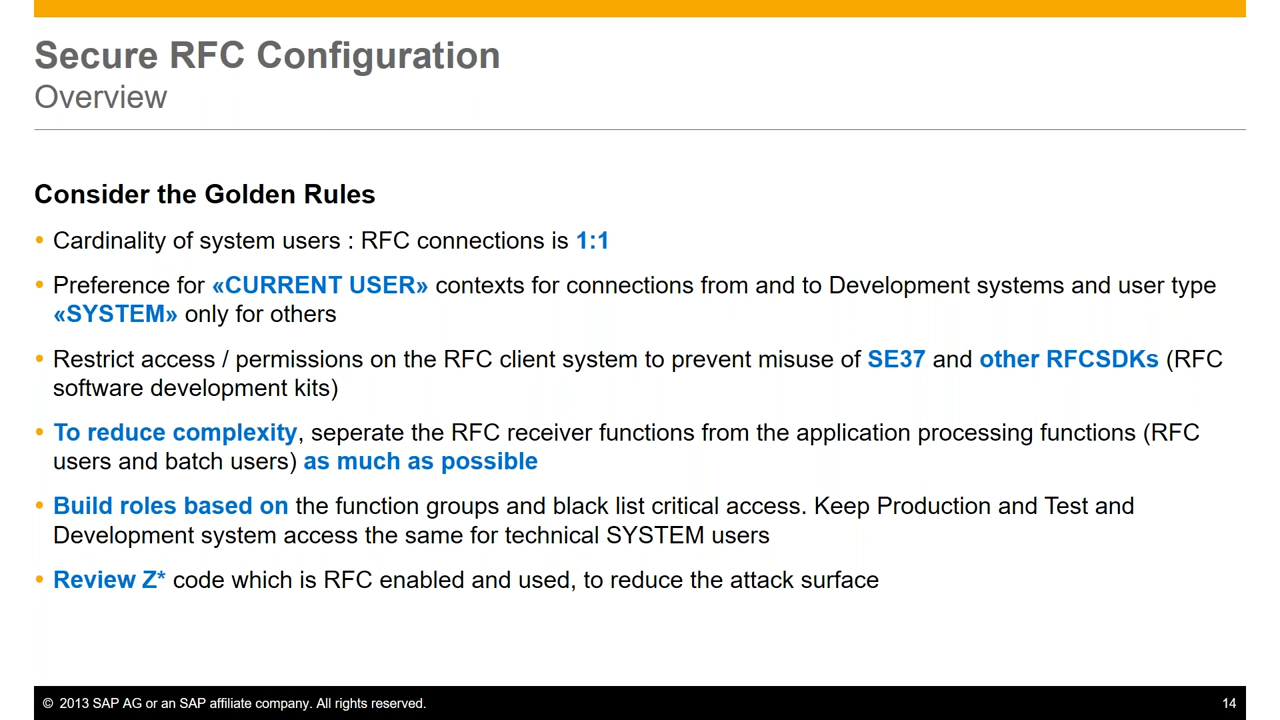 Secure RFC Configuration
Overview
Consider the Golden Rules
• Cardinality of system users : RFC connections is 1:1
• Preference for «CURRENT USER» contexts for connections from and to Development systems and user type
«SYSTEM» only for others
• Restrict access / permissions on the RFC client system to prevent misuse of SE37 and other RFCSDKs (RFC
software development kits)
• To reduce complexity, seperate the RFC receiver functions from the application processing functions (RFC
users and batch users) as much as possible
• Build roles based on the function groups and black list critical access. Keep Production and Test and
Development system access the same for technical SYSTEM users
• Review Z* code which is RFC enabled and used, to reduce the attack surface
© 2013 SAP AG or an SAP affiliate company. All rights reserved. 14